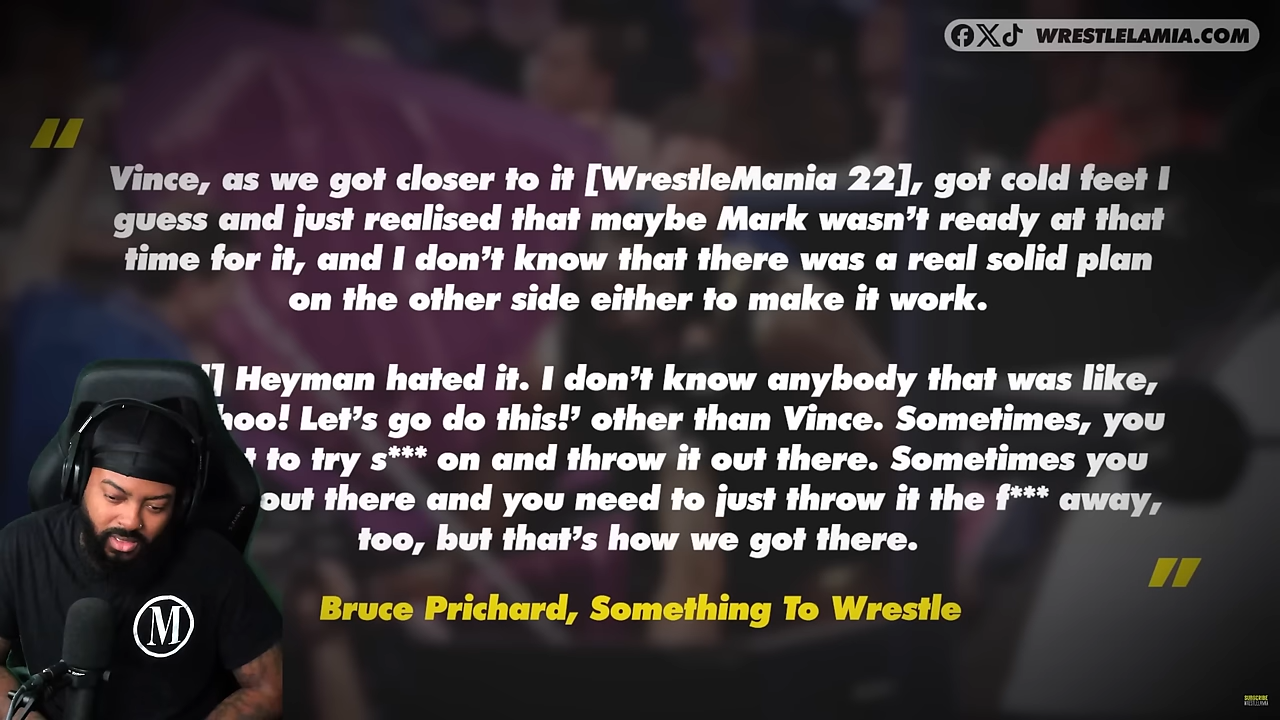 WRESTLELAMIA.COM
"
Vince, as we got closer to it [WrestleMania 22], got cold feet I
guess and just realised that maybe Mark wasn't ready at that
time for it, and I don't know that there was a real solid plan
on the other side either to make it work.
] Heyman hated it. I don't know anybody that was like,
hoo! Let's go do this!' other than Vince. Sometimes, you
t to try s*** on and throw it out there. Sometimes you
out there and you need to just throw it the f*** away,
too, but that's how we got there.
"
Bruce Prichard, Something To Wrestle
M
SUBSCRIBE
WRESTLELAMIA